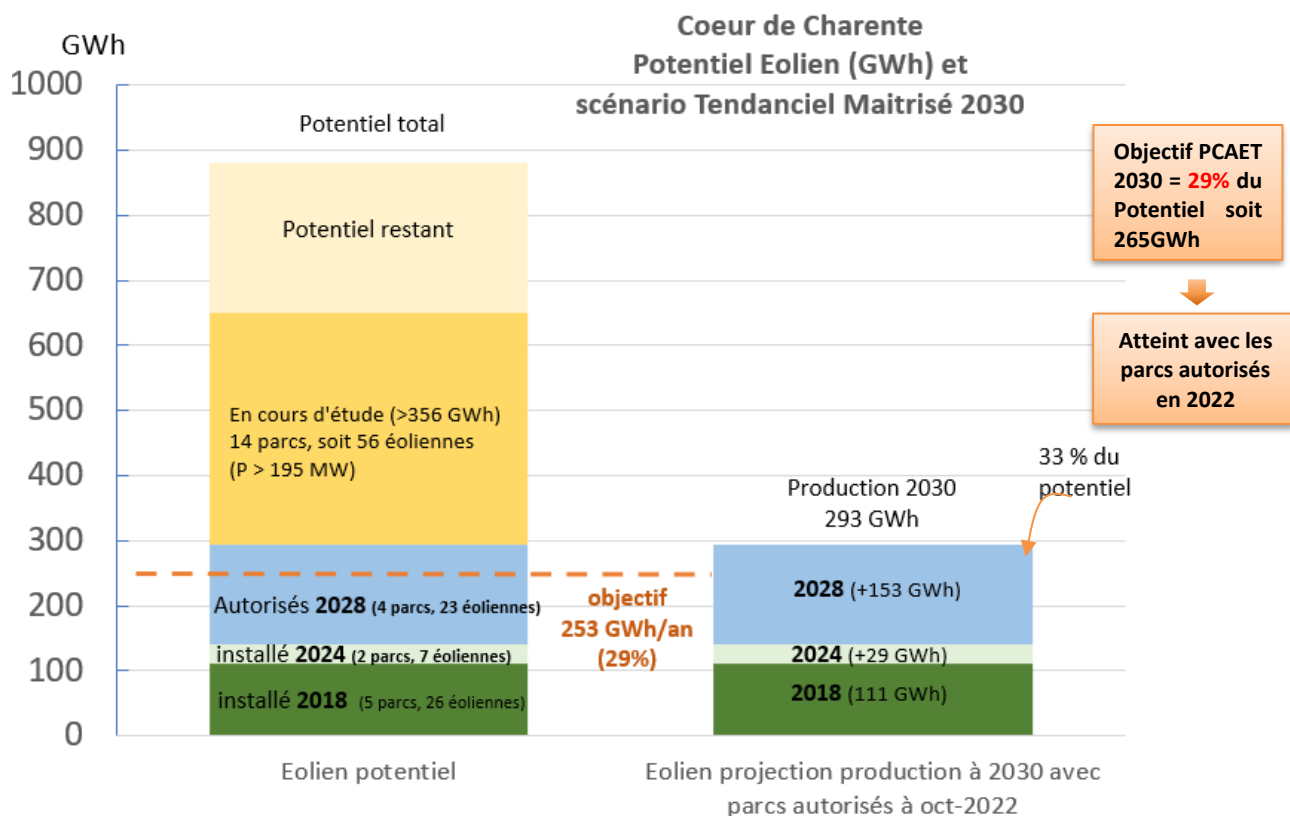 Coeur de Charente
Potentiel Eolien (GWh) et
scénario Tendanciel Maitrisé 2030
GWh
1000
900
800
700
600
500
400
300
200
100
0
Potentiel total
Potentiel restant
En cours d'étude (>356 GWh)
14 parcs, soit 56 éoliennes
(P > 195 MW)
Autorisés 2028 (4 parcs, 23 éoliennes)
installé 2024 (2 parcs, 7 éoliennes)
installé 2018 (5 parcs, 26 éoliennes)
objectif
253 GWh/an
(29%)
Production 2030
293 GWh
33 % du
potentiel
2028 (+153 GWh)
2024 (+29 GWh)
2018 (111 GWh)
Eolien potentiel
Eolien projection production à 2030 avec
parcs autorisés à oct-2022
Objectif PCAET
2030 = 29% du
Potentiel soit
265GWh
Atteint avec les
parcs autorisés
en 2022